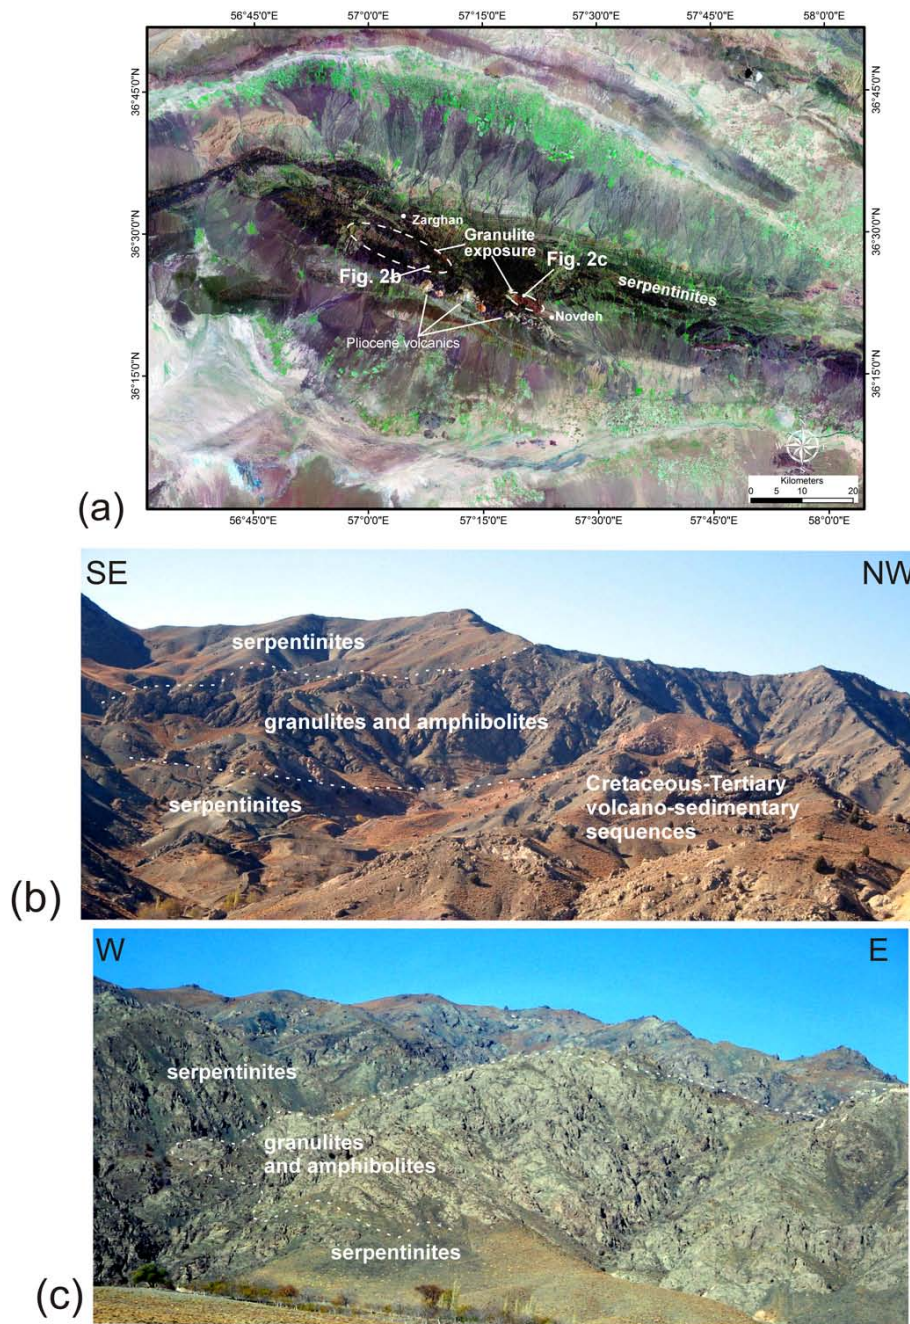 56°45'0"E 57°0'0"E 57°15'0"E 57°30'0"E 57°45'0"E 58°0'0"E
36°45'0"N 36°45'0"N
36°30'0"N 36°30'0"N
36°15'0"N 36°15'0"N
Zarghan
Granulite
exposure
Fig. 2b
Fig. 2c
serpentinites
Novdeh
Pliocene volcanics
Kilometers
0 5 10 20
56°45'0"E 57°0'0"E 57°15'0"E 57°30'0"E 57°45'0"E 58°0'0"E
(a)
SE NW
serpentinites
granulites and amphibolites
serpentinites
Cretaceous-Tertiary
volcano-sedimentary
sequences
(b)
W E
serpentinites
granulites
and amphibolites
serpentinites
(c)